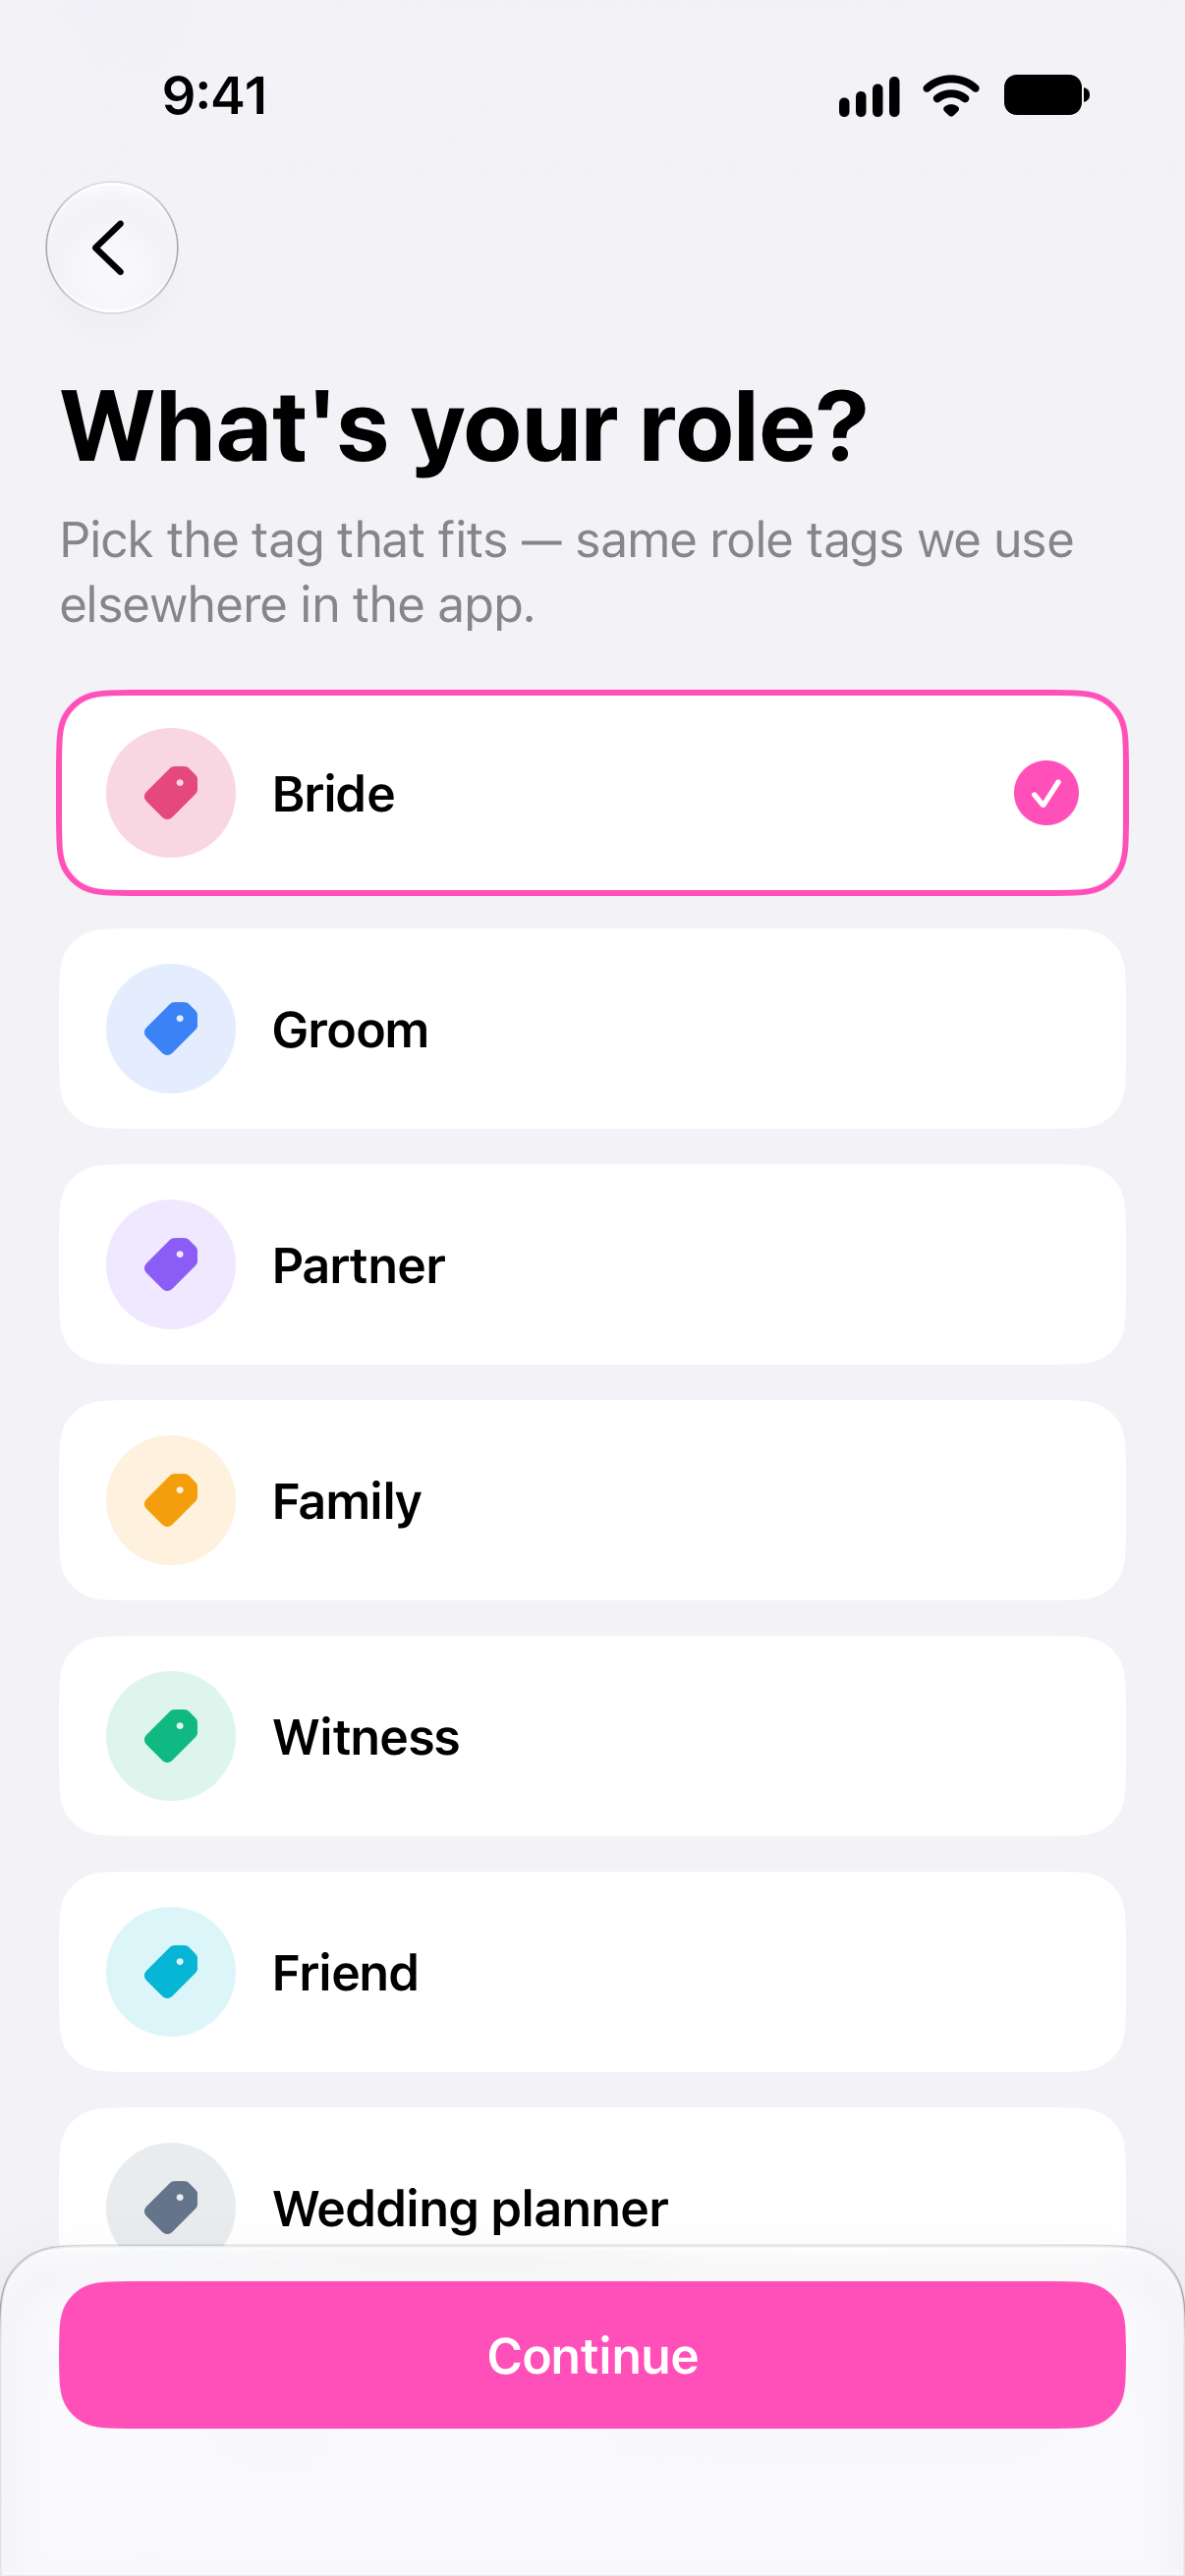 9:41
What's your role?
Pick the tag that fits — same role tags we use
elsewhere in the app.
Bride
Groom
Partner
Family
Witness
Friend
Wedding planner
Continue